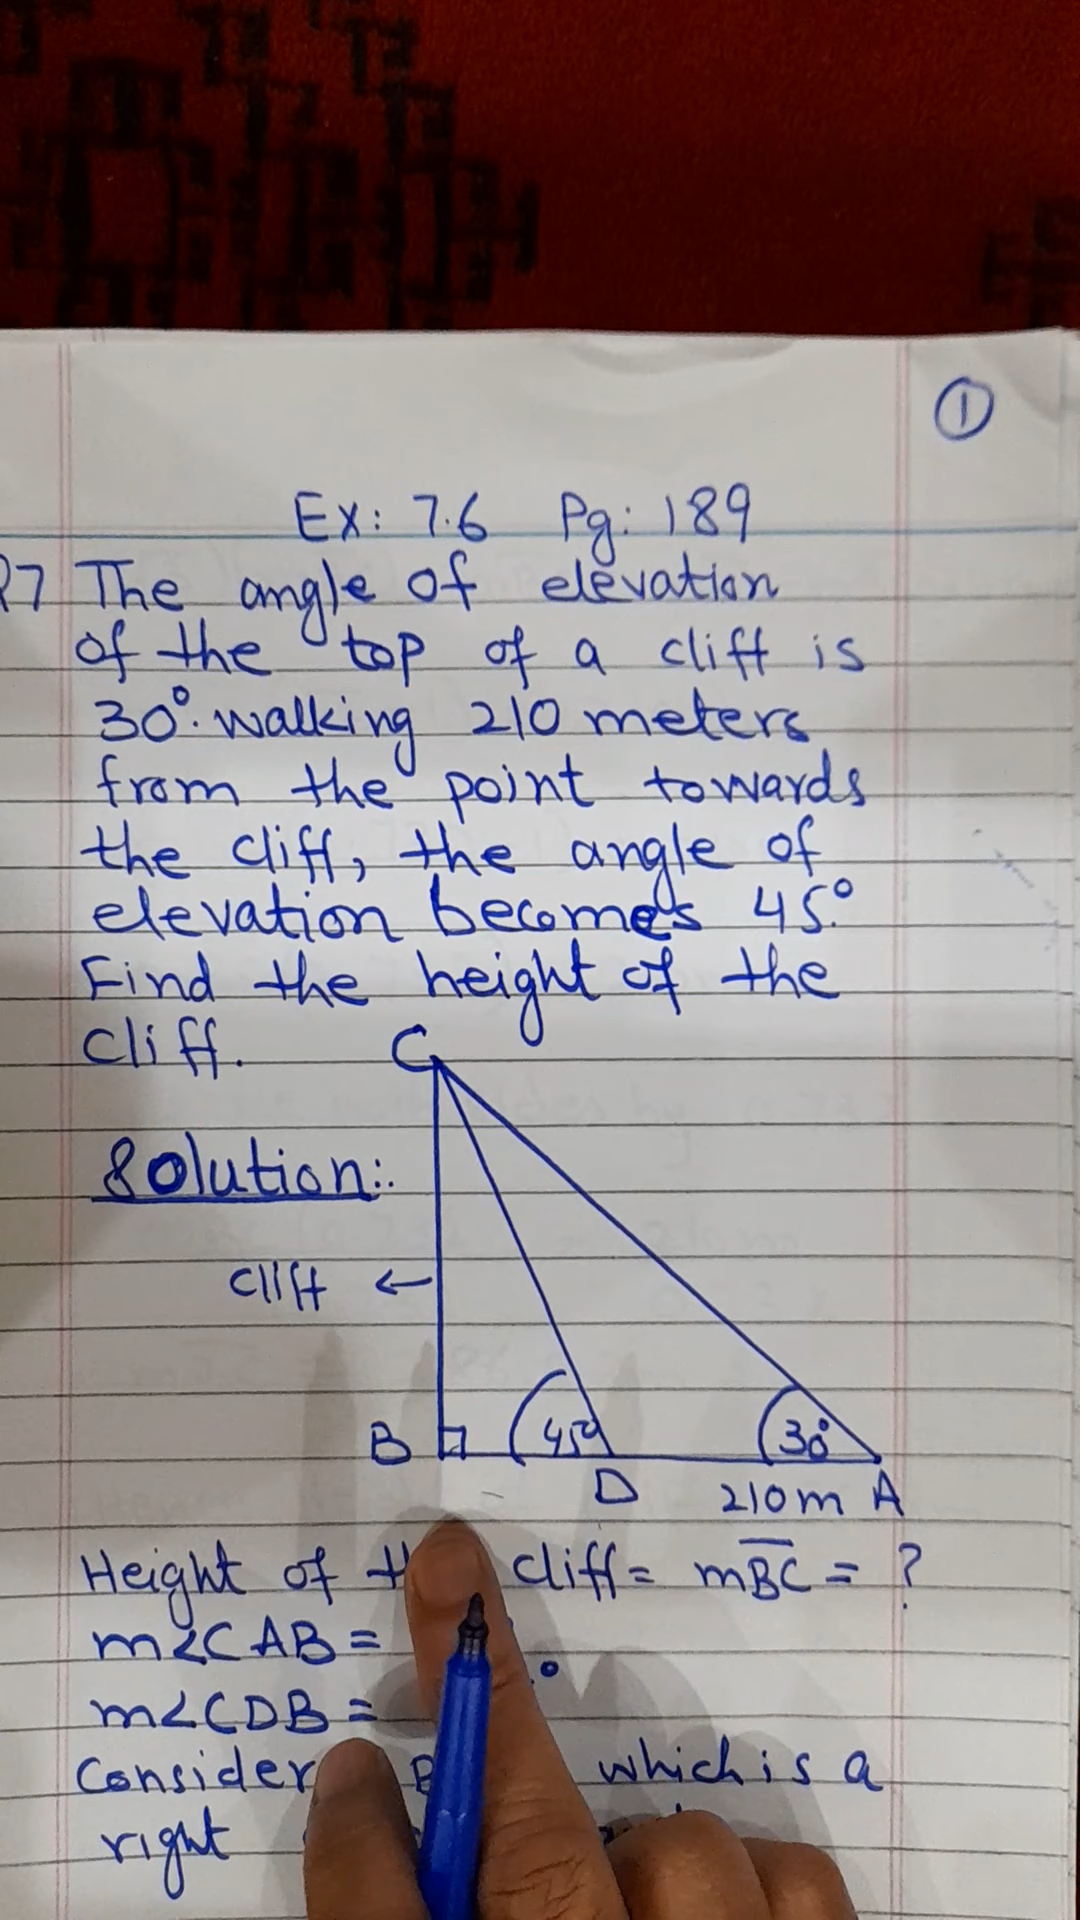 ①
Ex: 7.6 Pg: 189
Q7 The angle of elevation
of the top of a cliff is
30°. walking 210 meters
from the point towards
the cliff, the angle of
elevation becomes 45°.
Find the height of the
cliff.
C
Solution::
cliff ←
B 45° 30°
D 210m A
Height of cliff = mBC = ?
m∠CAB =
m∠CDB =
Consider which is a
right